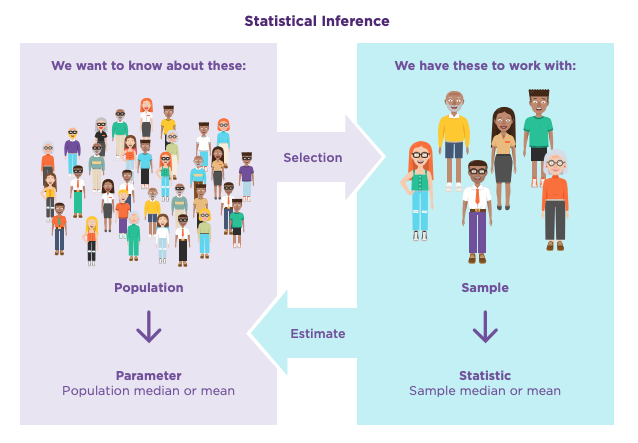 Statistical Inference
We want to know about these:
We have these to work with:
Selection
Population
Sample
Estimate
Parameter
Population median or mean
Statistic
Sample median or mean